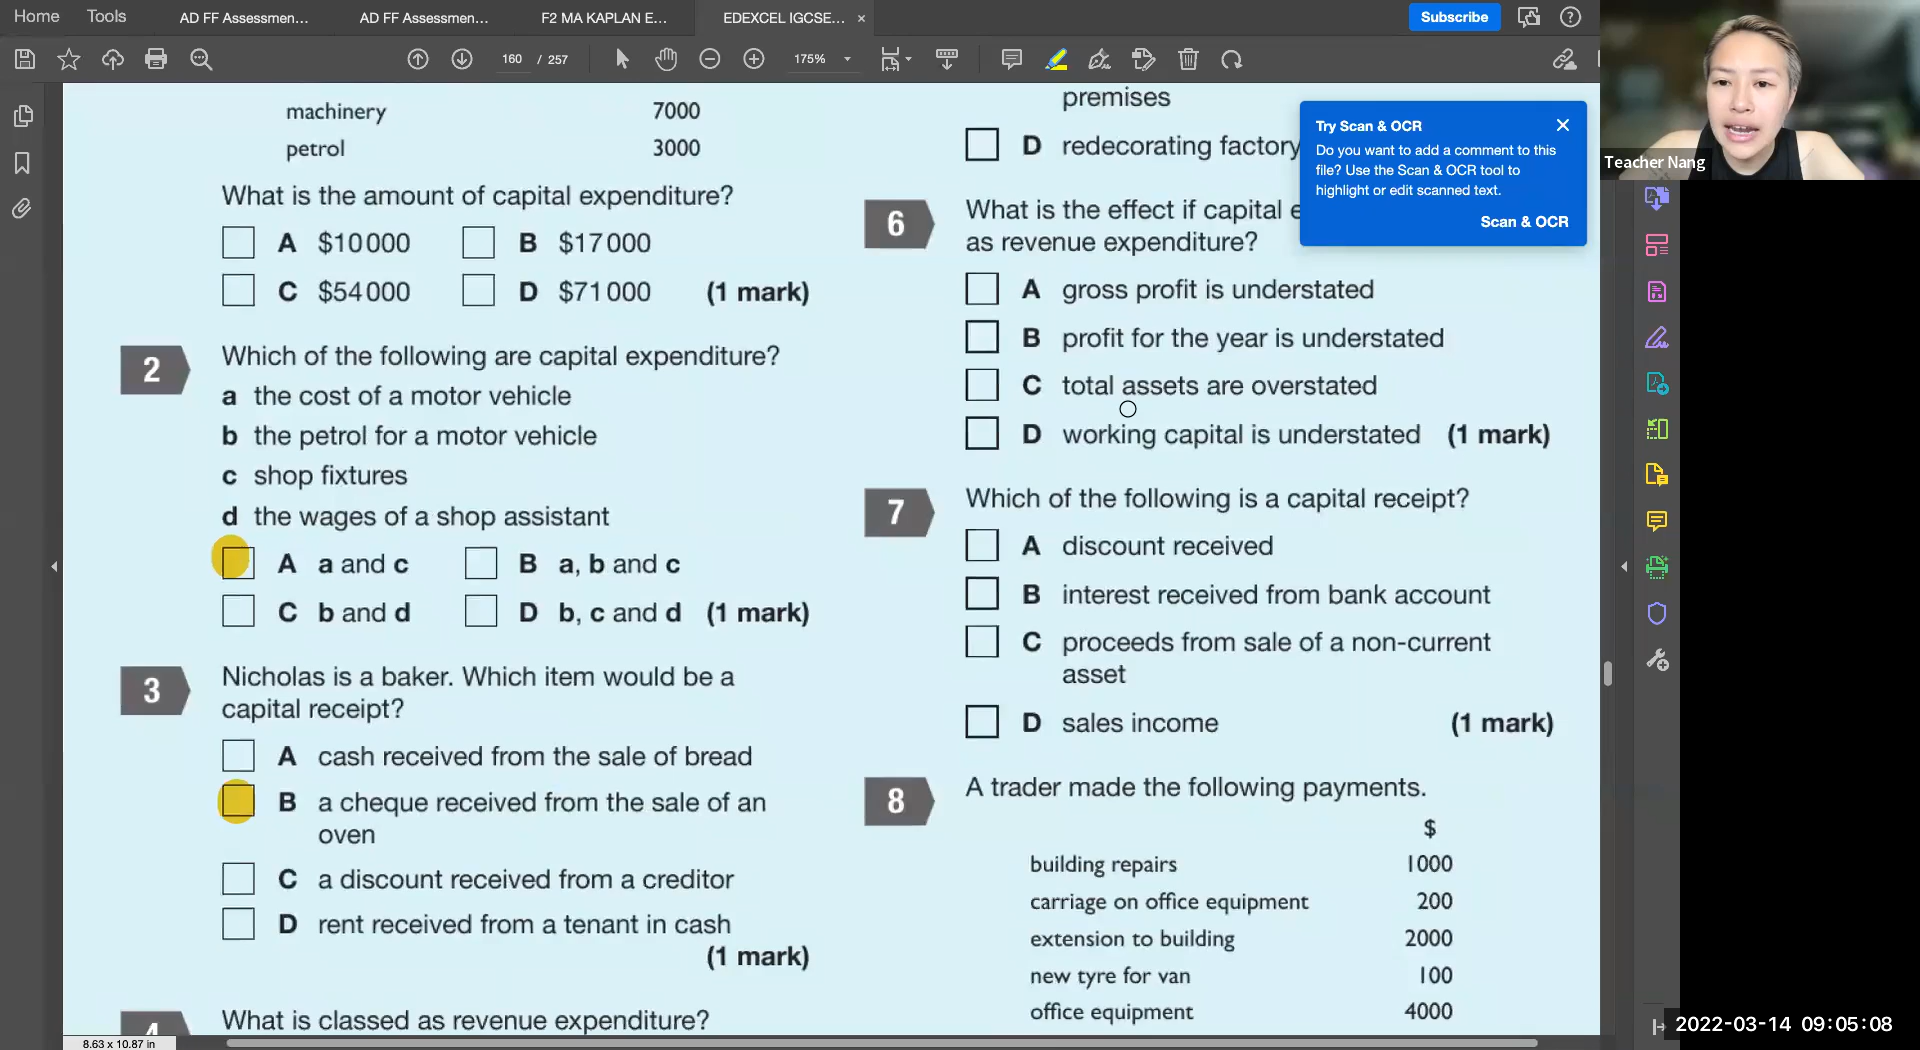 Home
Tools
AD FF Assessmen...
AD FF Assessmen...
F2 MA KAPLAN E...
EDEXCEL IGCSE... ×
Subscribe
160 / 257
175%
machinery 7000
petrol 3000
What is the amount of capital expenditure?
A $10 000 B $17 000
C $54 000 D $71 000 (1 mark)
2 Which of the following are capital expenditure?
a the cost of a motor vehicle
b the petrol for a motor vehicle
c shop fixtures
d the wages of a shop assistant
A a and c B a, b and c
C b and d D b, c and d (1 mark)
3 Nicholas is a baker. Which item would be a
capital receipt?
A cash received from the sale of bread
B a cheque received from the sale of an
oven
C a discount received from a creditor
D rent received from a tenant in cash
(1 mark)
4 What is classed as revenue expenditure?
8.63 x 10.87 in
premises
D redecorating factory
6 What is the effect if capital e
as revenue expenditure?
A gross profit is understated
B profit for the year is understated
C total assets are overstated
D working capital is understated (1 mark)
7 Which of the following is a capital receipt?
A discount received
B interest received from bank account
C proceeds from sale of a non-current
asset
D sales income (1 mark)
8 A trader made the following payments.
$
building repairs 1000
carriage on office equipment 200
extension to building 2000
new tyre for van 100
office equipment 4000
Try Scan & OCR
Do you want to add a comment to this
file? Use the Scan & OCR tool to
highlight or edit scanned text.
Scan & OCR
Teacher Nang
2022-03-14 09:05:08